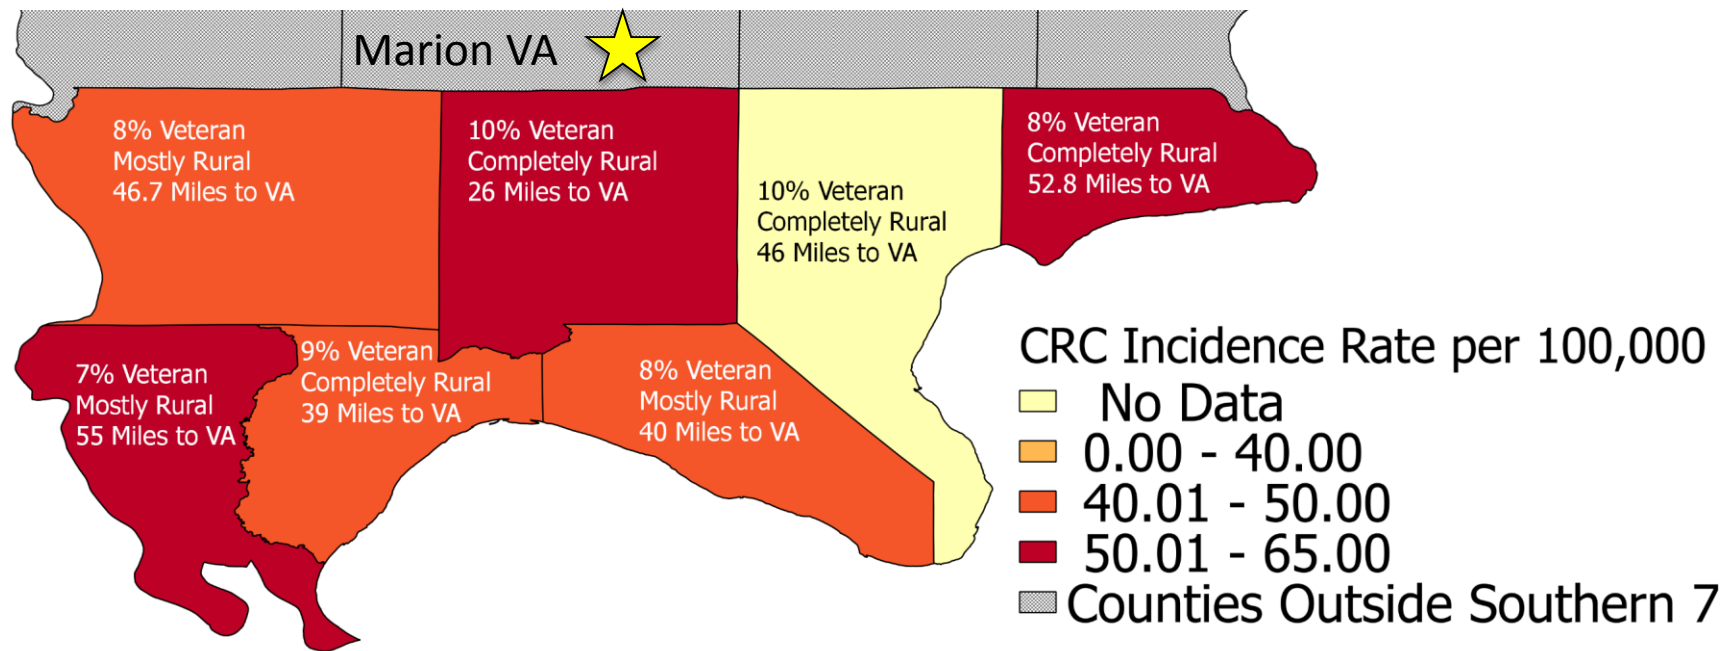 Marion VA
8% Veteran
Mostly Rural
46.7 Miles to VA
10% Veteran
Completely Rural
26 Miles to VA
10% Veteran
Completely Rural
46 Miles to VA
8% Veteran
Completely Rural
52.8 Miles to VA
7% Veteran
Mostly Rural
55 Miles to VA
9% Veteran
Completely Rural
39 Miles to VA
8% Veteran
Mostly Rural
40 Miles to VA
CRC Incidence Rate per 100,000
No Data
0.00 - 40.00
40.01 - 50.00
50.01 - 65.00
Counties Outside Southern 7